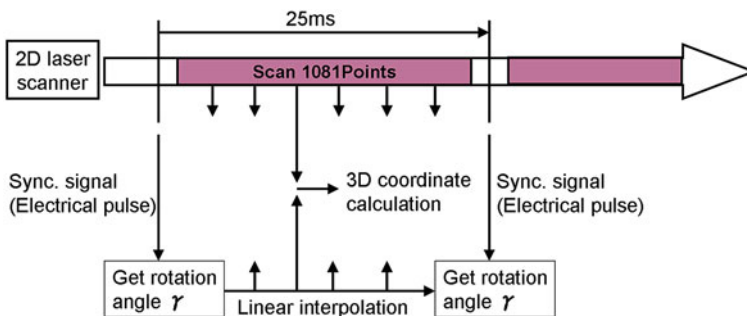 25ms
2D laser
scanner
Scan 1081Points
Sync. signal
(Electrical pulse)
3D coordinate
calculation
Sync. signal
(Electrical pulse)
Get rotation
angle γ
Linear interpolation
Get rotation
angle γ